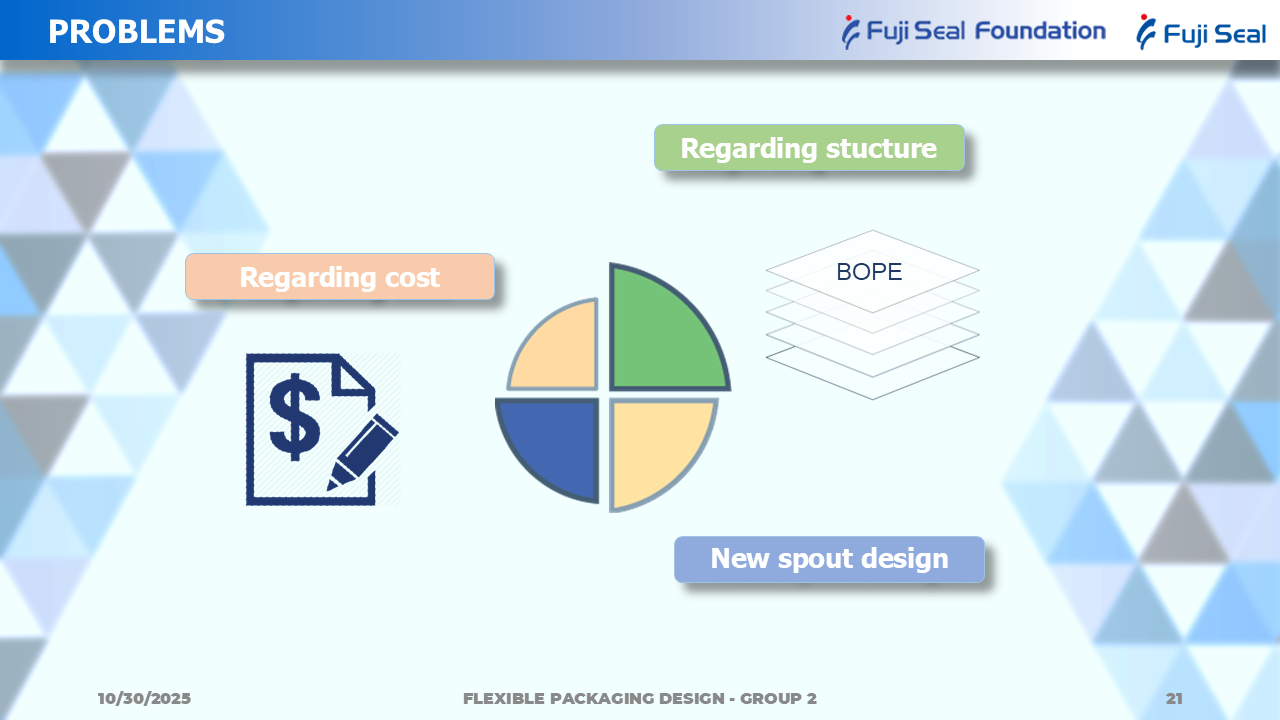 PROBLEMS
Fuji Seal Foundation
Fuji Seal
Regarding stucture
Regarding cost
BOPE
$
New spout design
10/30/2025
FLEXIBLE PACKAGING DESIGN - GROUP 2
21